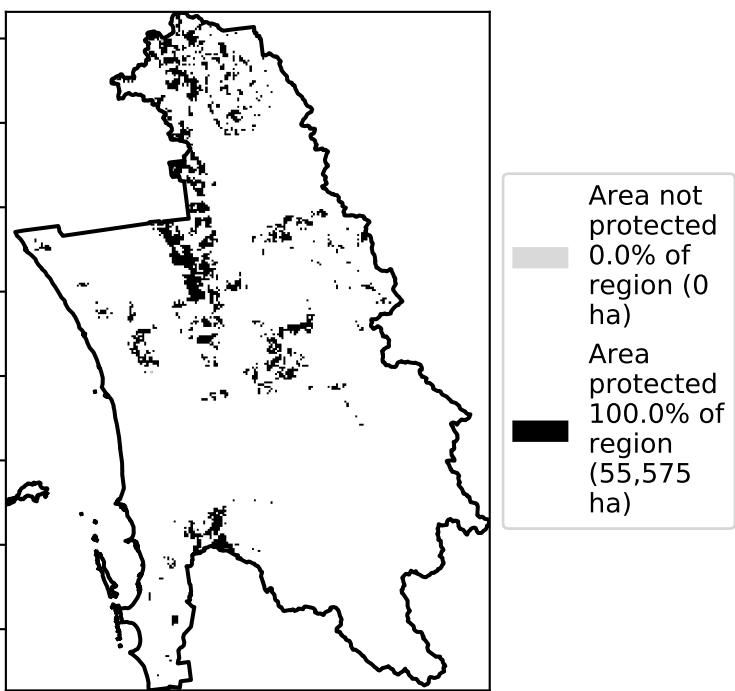 Area not
protected
0.0% of
region (0
ha)
Area
protected
100.0% of
region
(55,575
ha)